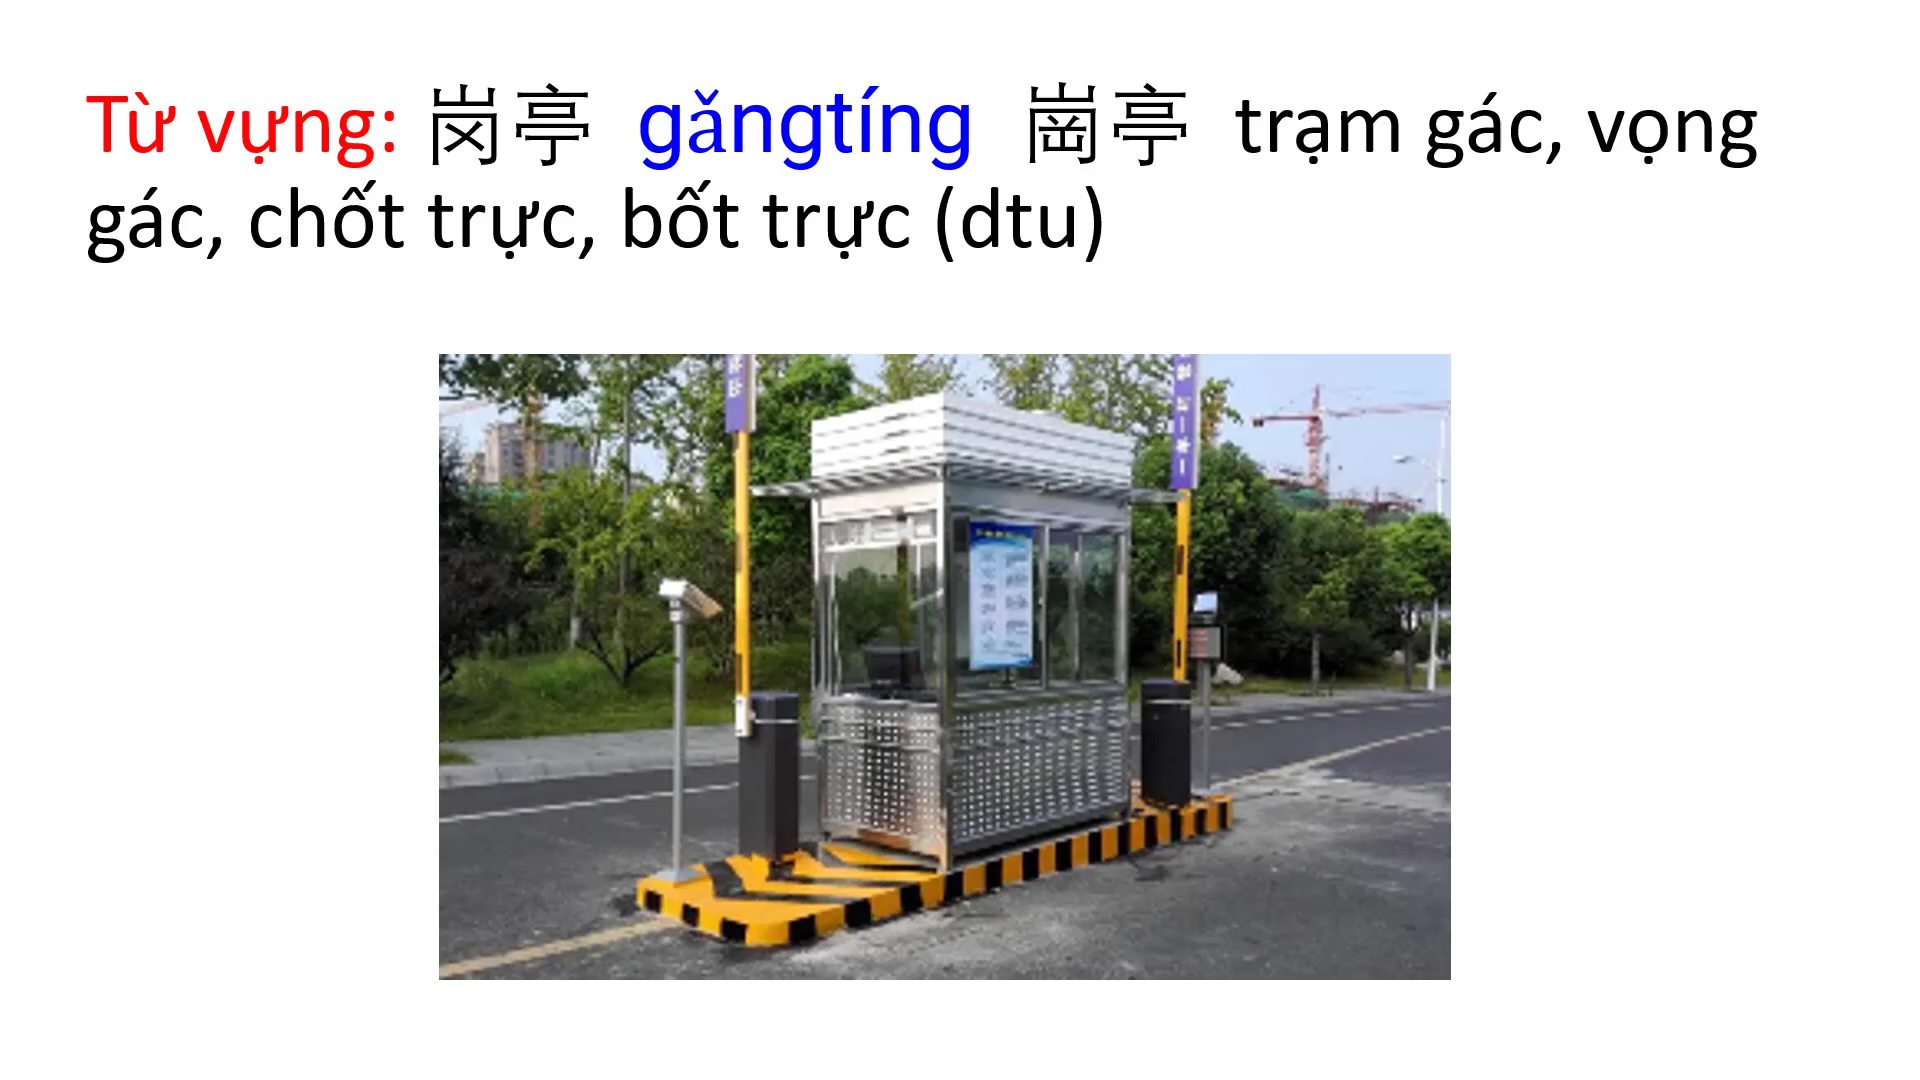 Từ vựng: 岗亭 gǎngtíng 崗亭 trạm gác, vọng
gác, chốt trực, bốt trực (dtu)